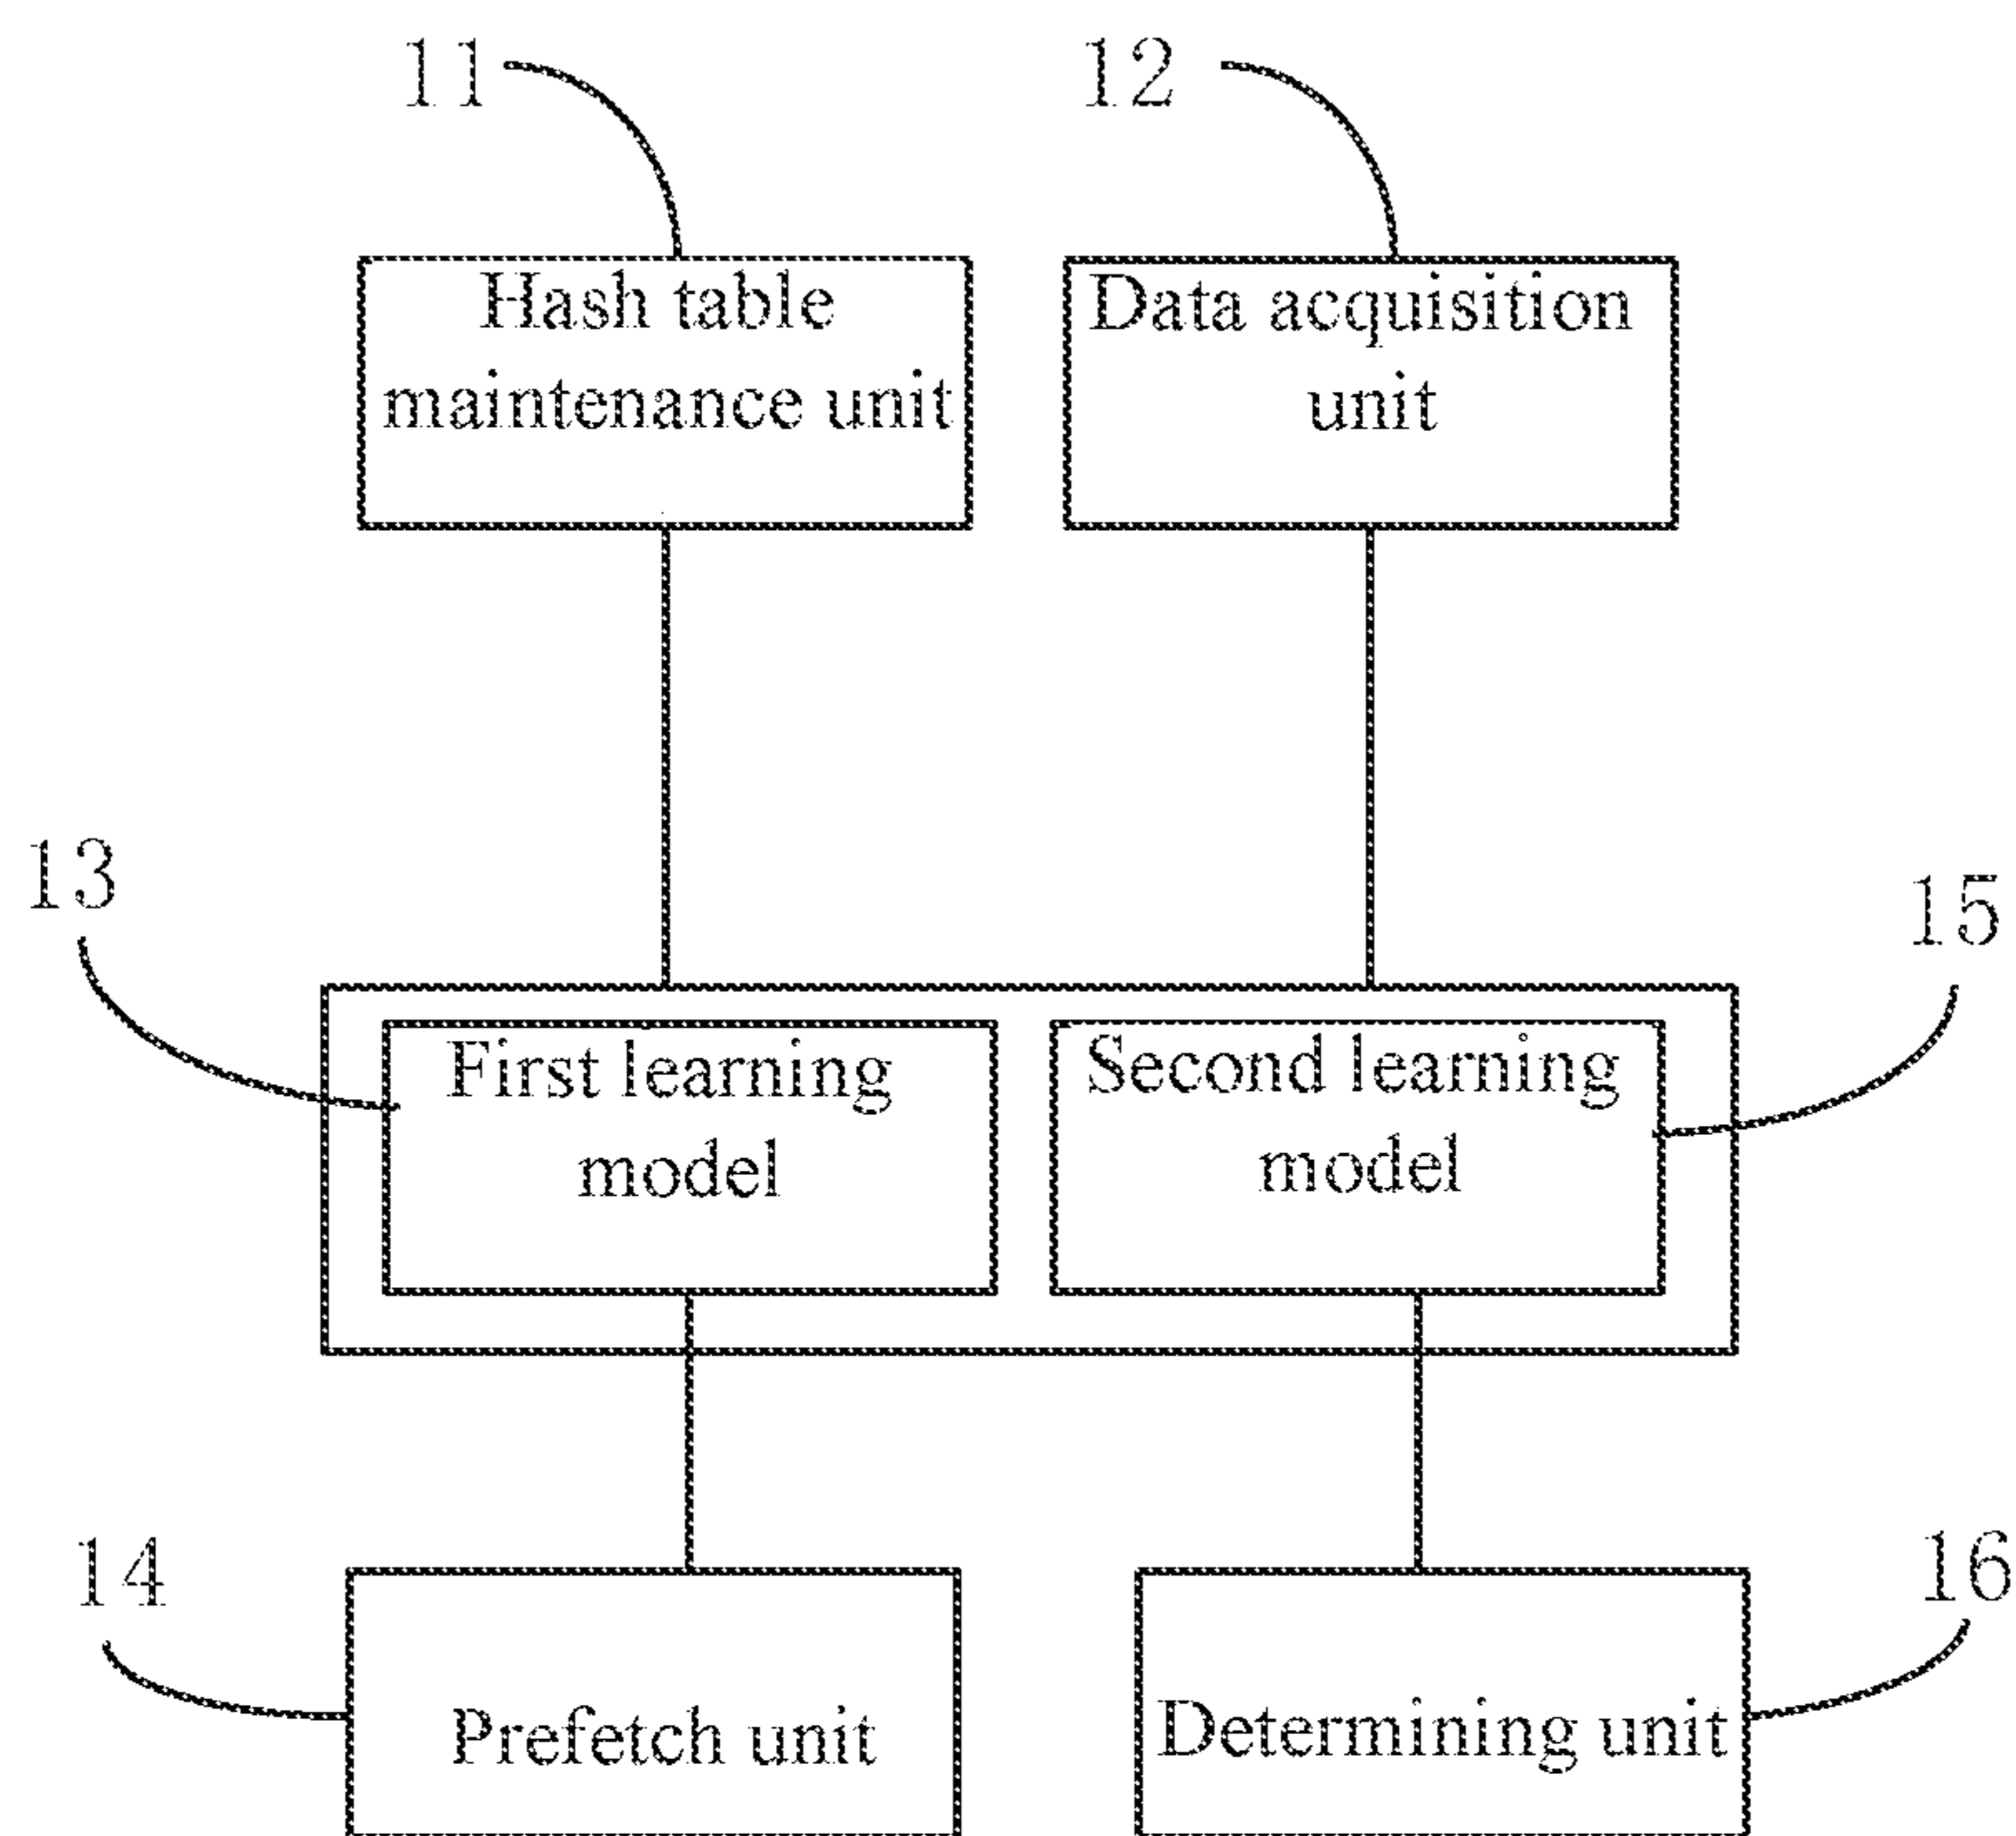 11
12
Hash table
maintenance unit
Data acquisition
unit
13
15
First learning
model
Second learning
model
14
16
Prefetch unit
Determining unit